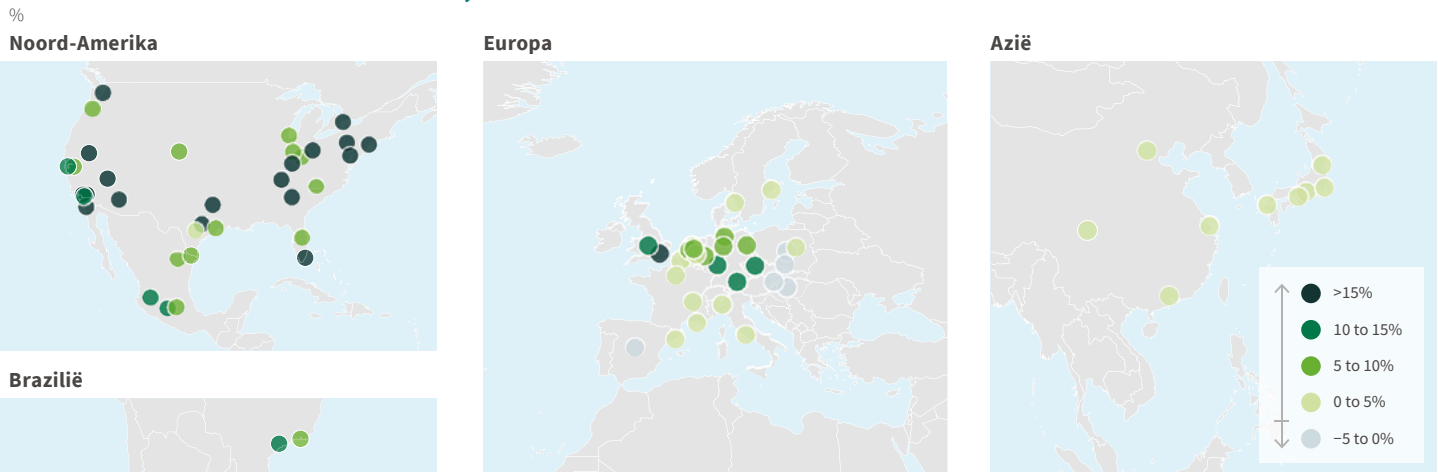 %
Noord-Amerika
Europa
Azië
Brazilië
>15%
10 to 15%
5 to 10%
0 to 5%
−5 to 0%